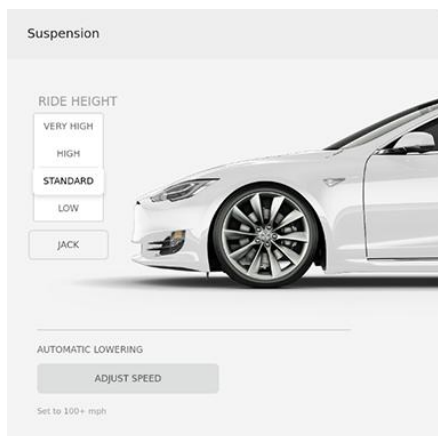 Suspension
RIDE HEIGHT
VERY HIGH
HIGH
STANDARD
LOW
JACK
AUTOMATIC LOWERING
ADJUST SPEED
Set to 100+ mph